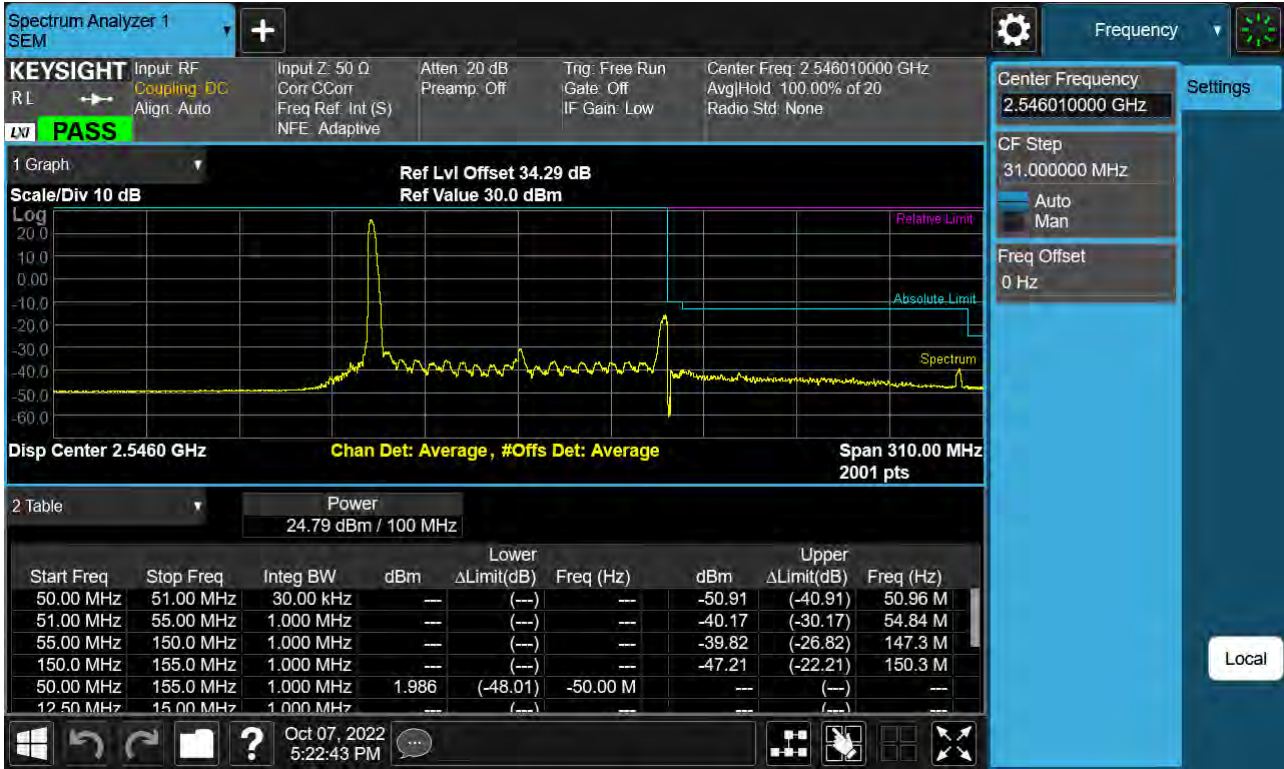 Spectrum Analyzer 1
SEM
+
Frequency
KEYSIGHT
RL
LXI
PASS
Input: RF
Coupling: DC
Align: Auto
Input Z: 50 Ω
Corr CCorr
Freq Ref: Int (S)
NFE: Adaptive
Atten: 20 dB
Preamp: Off
Trig: Free Run
Gate: Off
IF Gain: Low
Center Freq: 2.546010000 GHz
Avg|Hold: 100.00% of 20
Radio Std: None
Center Frequency
2.546010000 GHz
Settings
CF Step
31.000000 MHz
Auto
Man
Freq Offset
0 Hz
Local
1 Graph
Ref Lvl Offset 34.29 dB
Scale/Div 10 dB
Ref Value 30.0 dBm
Log
20.0
10.0
0.00
-10.0
-20.0
-30.0
-40.0
-50.0
-60.0
Relative Limit
Absolute Limit
Spectrum
Disp Center 2.5460 GHz
Chan Det: Average, #Offs Det: Average
Span 310.00 MHz
2001 pts
2 Table
Power
24.79 dBm / 100 MHz
Lower Upper
Start Freq Stop Freq Integ BW dBm ΔLimit(dB) Freq (Hz) dBm ΔLimit(dB) Freq (Hz)
50.00 MHz 51.00 MHz 30.00 kHz --- (---) --- -50.91 (-40.91) 50.96 M
51.00 MHz 55.00 MHz 1.000 MHz --- (---) --- -40.17 (-30.17) 54.84 M
55.00 MHz 150.0 MHz 1.000 MHz --- (---) --- -39.82 (-26.82) 147.3 M
150.0 MHz 155.0 MHz 1.000 MHz --- (---) --- -47.21 (-22.21) 150.3 M
50.00 MHz 155.0 MHz 1.000 MHz 1.986 (-48.01) -50.00 M --- (---) ---
12.50 MHz 15.00 MHz 1.000 MHz --- (---) --- --- (---) ---
?
Oct 07, 2022
5:22:43 PM